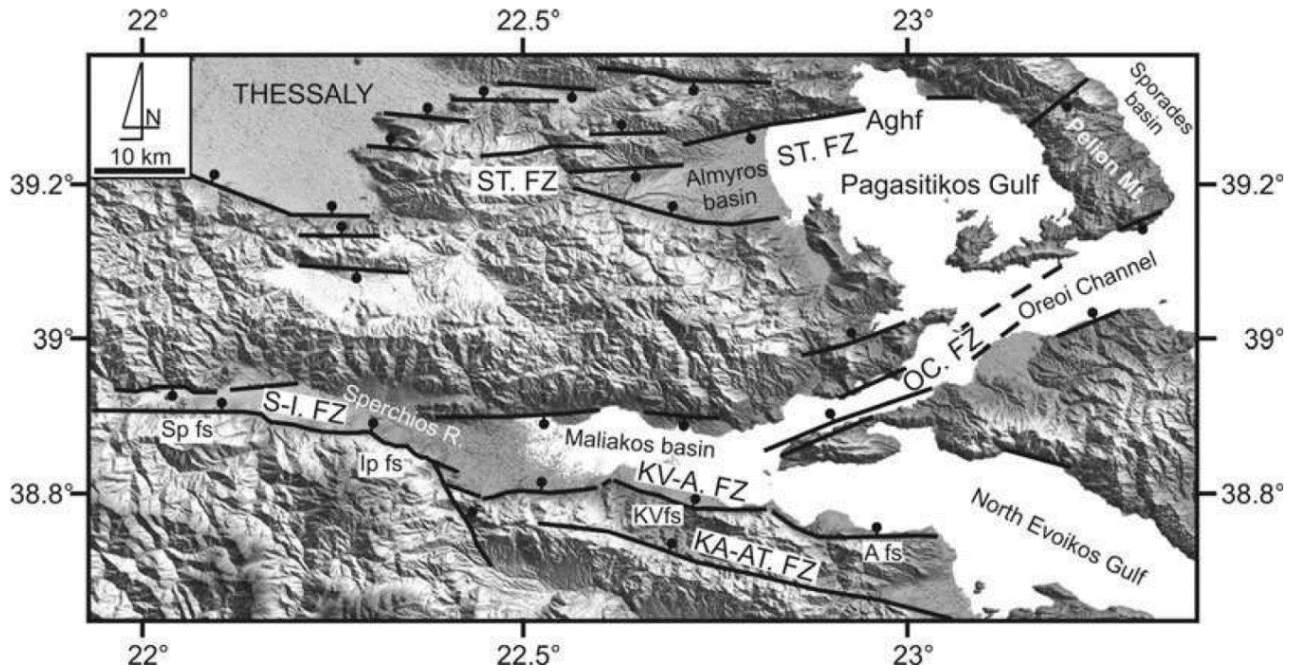 22° 22.5° 23°
THESSALY
Sporades
basin
N
10 km
Aghf
Pelion Mt.
ST. FZ
ST. FZ
39.2° 39.2°
Almyros
basin
Pagasitikos Gulf
Oreoi Channel
39° 39°
OC. FZ
S-I. FZ
Sperchios R.
Sp fs
Maliakos basin
Ip fs
KV-A. FZ
38.8° 38.8°
KVfs
A fs
KA-AT. FZ
North Evoikos Gulf
22° 22.5° 23°